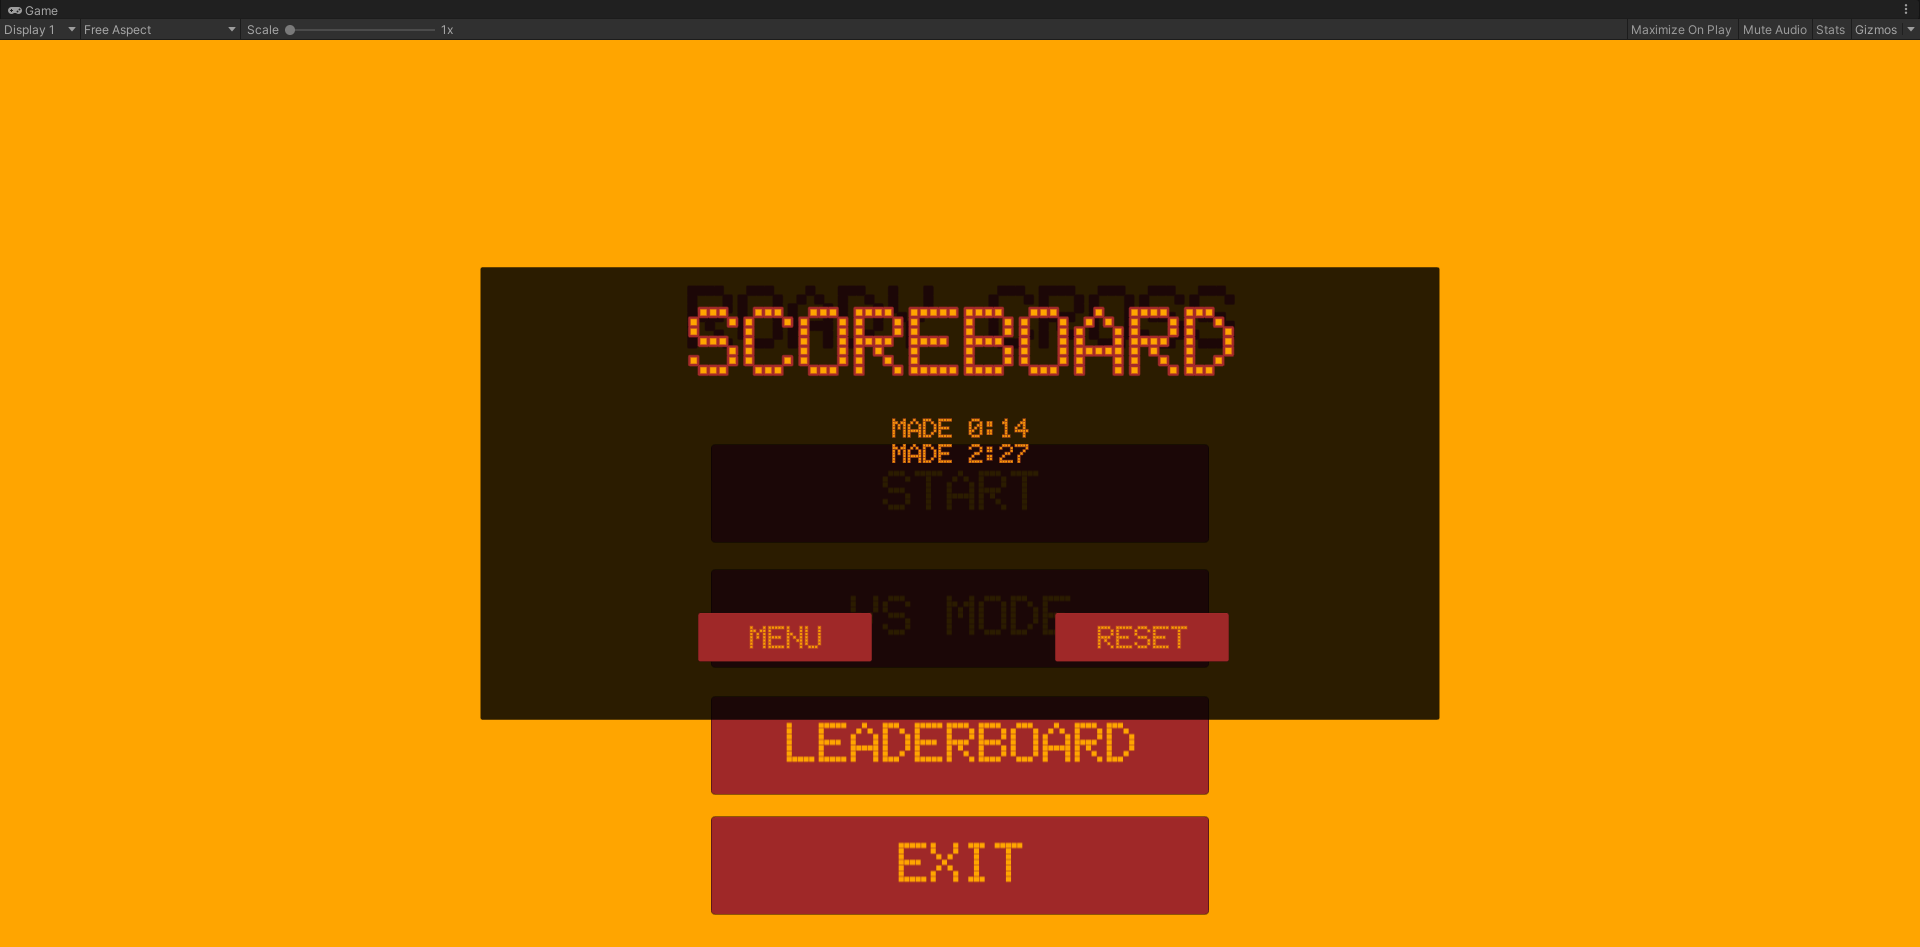 Game
Display 1 Free Aspect Scale 1x Maximize On Play Mute Audio Stats Gizmos
SCOREBOARD
MADE 0:14
MADE 2:27
START
VS MODE
MENU RESET
LEADERBOARD
EXIT